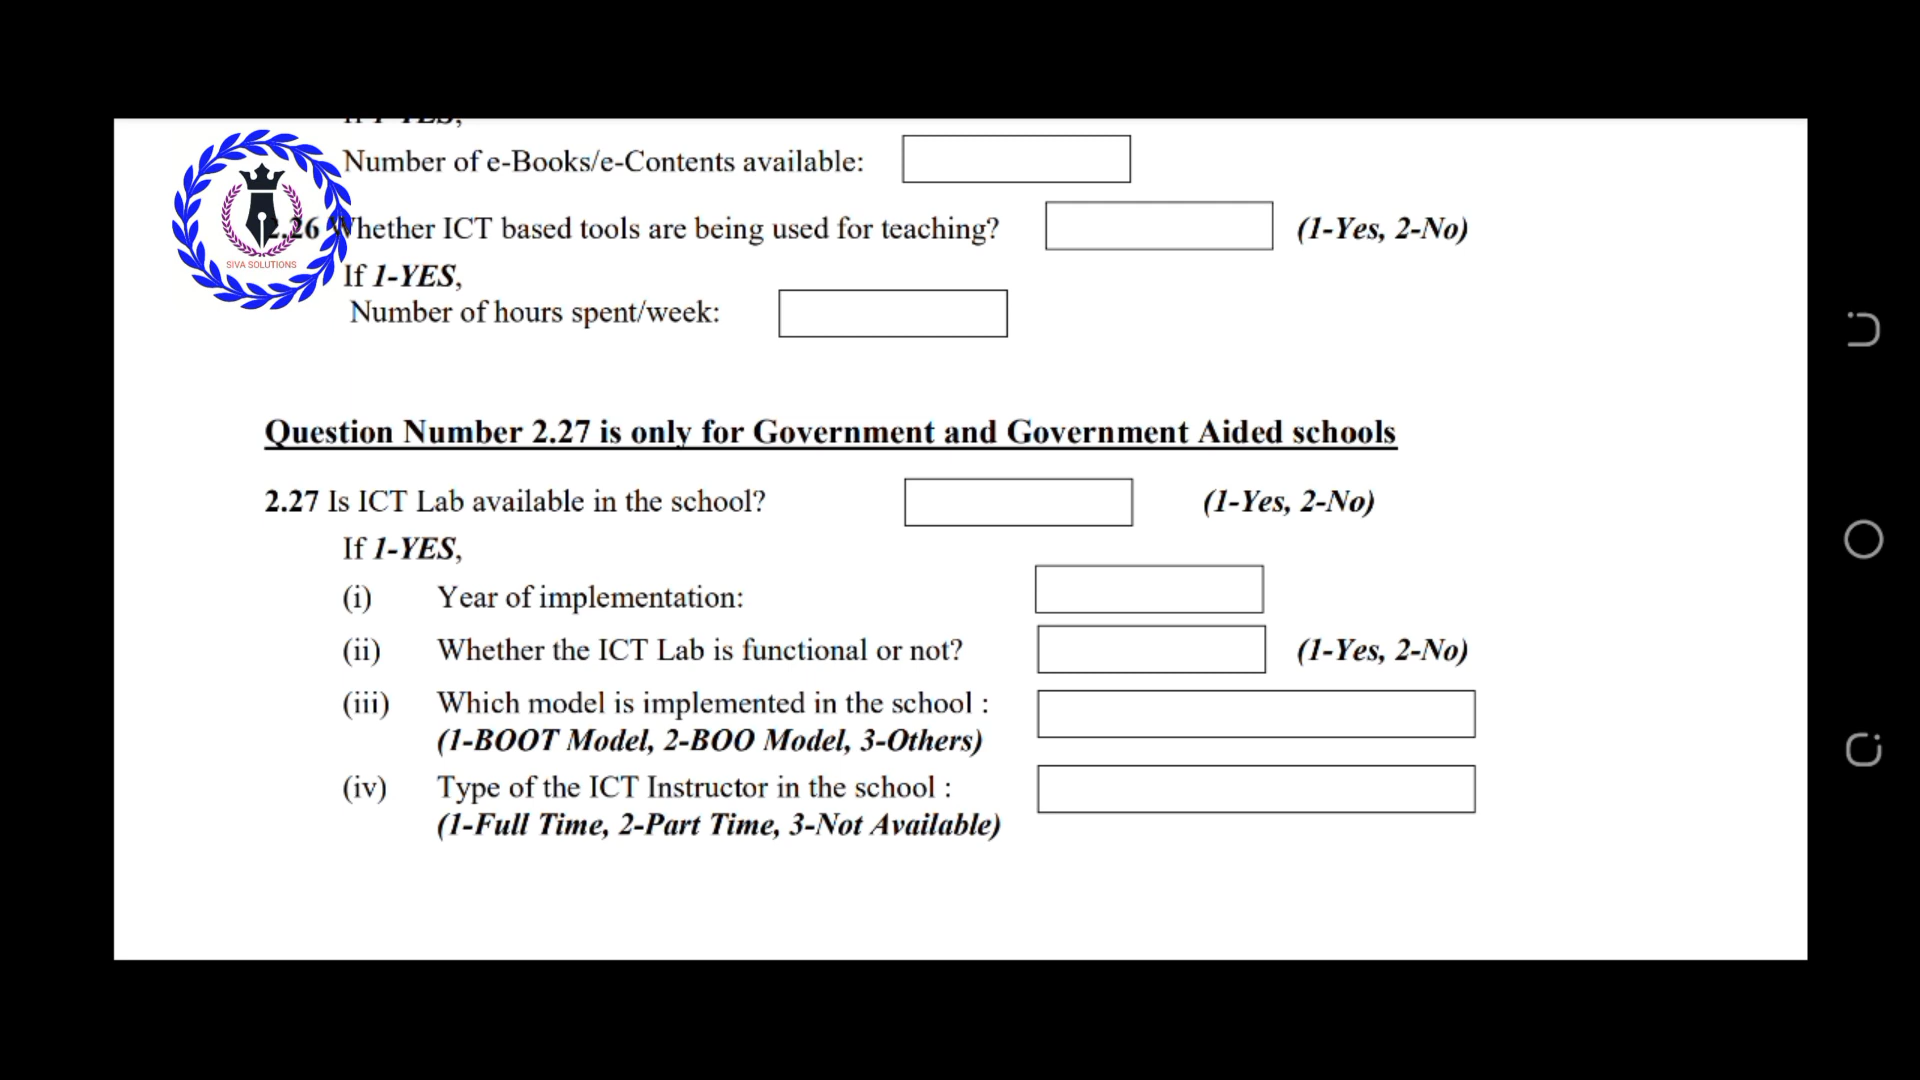 Number of e-Books/e-Contents available:
2.26 Whether ICT based tools are being used for teaching? (1-Yes, 2-No)
SIVA SOLUTIONS
If 1-YES,
Number of hours spent/week:
Question Number 2.27 is only for Government and Government Aided schools
2.27 Is ICT Lab available in the school? (1-Yes, 2-No)
If 1-YES,
(i) Year of implementation:
(ii) Whether the ICT Lab is functional or not? (1-Yes, 2-No)
(iii) Which model is implemented in the school :
(1-BOOT Model, 2-BOO Model, 3-Others)
(iv) Type of the ICT Instructor in the school :
(1-Full Time, 2-Part Time, 3-Not Available)